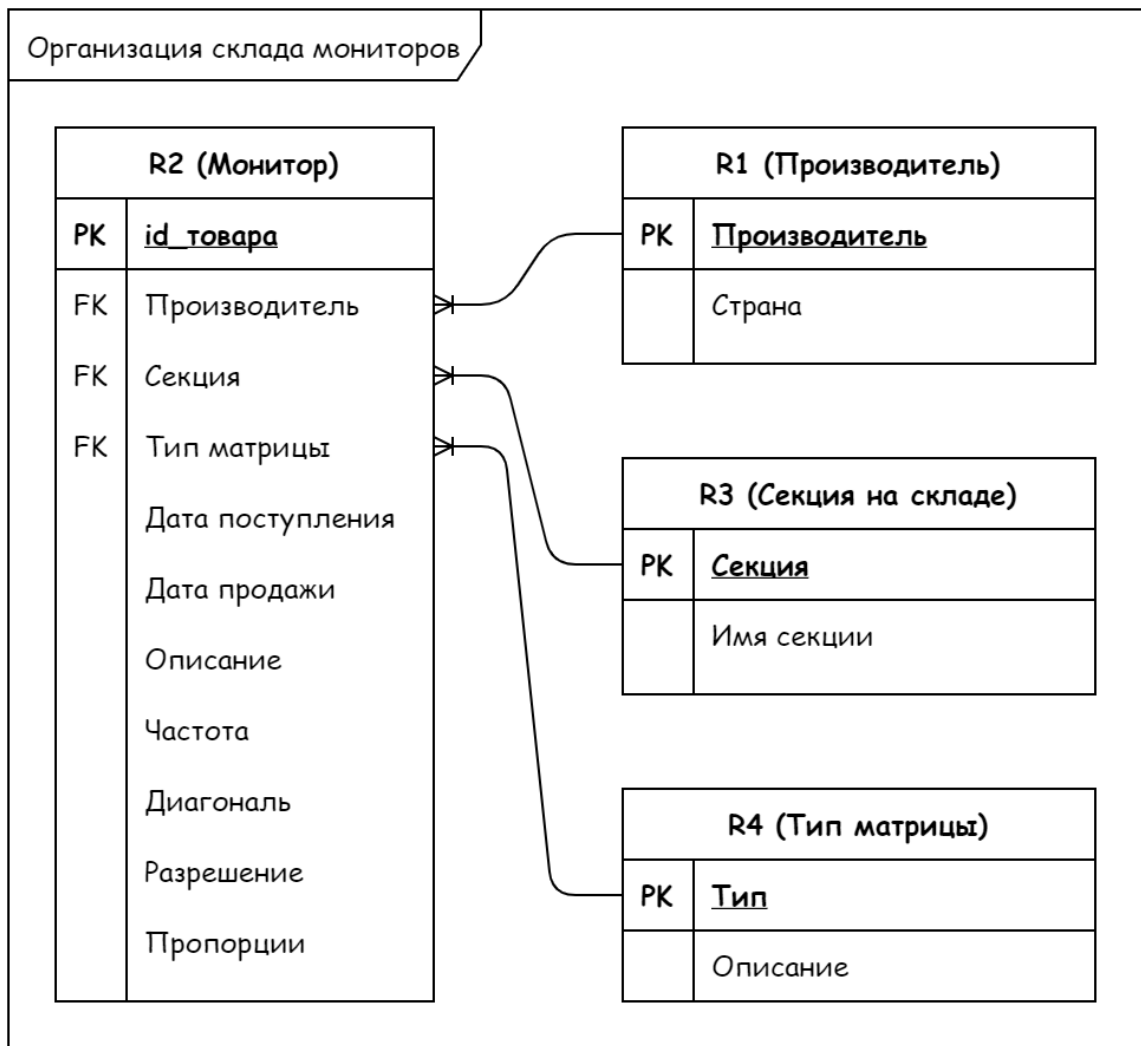 Организация склада мониторов
R2 (Монитор)
PK id_товара
FK Производитель
FK Секция
FK Тип матрицы
Дата поступления
Дата продажи
Описание
Частота
Диагональ
Разрешение
Пропорции
R1 (Производитель)
PK Производитель
Страна
R3 (Секция на складе)
PK Секция
Имя секции
R4 (Тип матрицы)
PK Тип
Описание